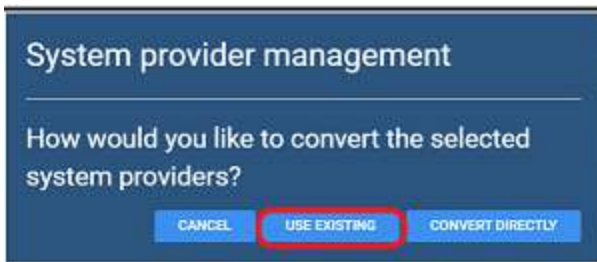 System provider management
How would you like to convert the selected
system providers?
CANCEL USE EXISTING CONVERT DIRECTLY